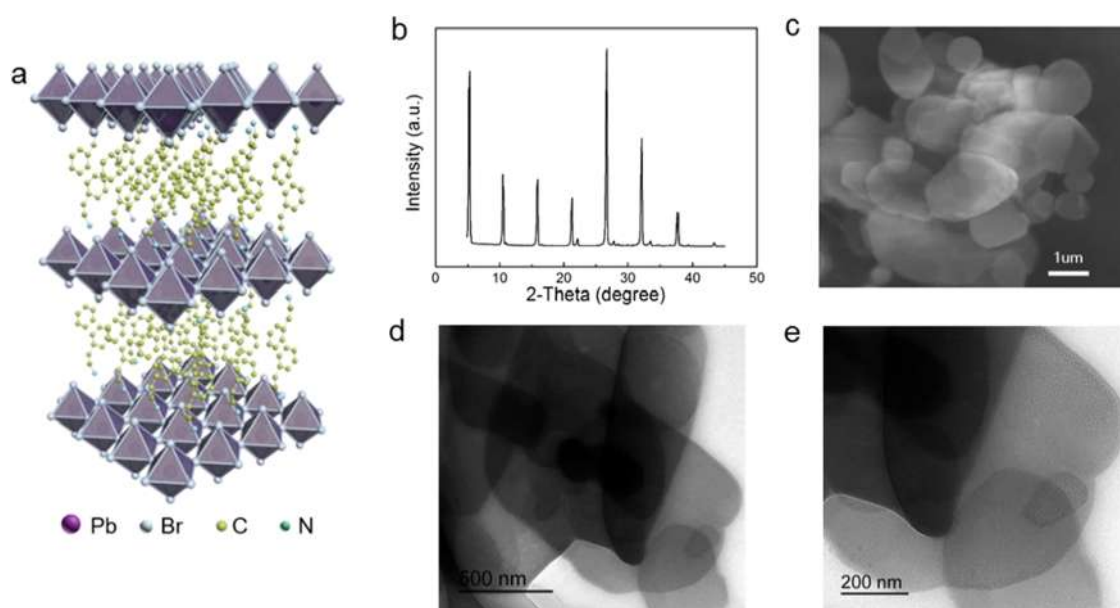 a
Pb Br C N
b
Intensity (a.u.)
0 10 20 30 40 50
2-Theta (degree)
c
1um
d
500 nm
e
200 nm